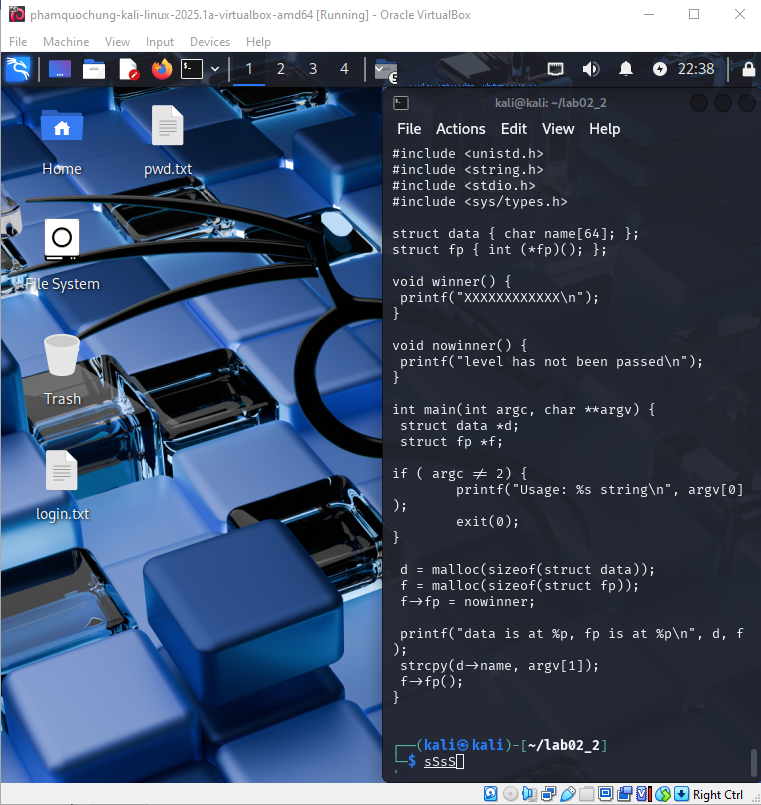 phamquochung-kali-linux-2025.1a-virtualbox-amd64 [Running] - Oracle VirtualBox
File Machine View Input Devices Help
1 2 3 4 5 22:38
kali@kali: ~/lab02_2
File Actions Edit View Help
Home
pwd.txt
File System
Trash
login.txt
#include <unistd.h>
#include <string.h>
#include <stdio.h>
#include <sys/types.h>
struct data { char name[64]; };
struct fp { int (*fp)(); };
void winner() {
 printf("XXXXXXXXXXXX\n");
}
void nowinner() {
 printf("level has not been passed\n");
}
int main(int argc, char **argv) {
 struct data *d;
 struct fp *f;
if ( argc ≠ 2) {
        printf("Usage: %s string\n", argv[0]
);
        exit(0);
}
 d = malloc(sizeof(struct data));
 f = malloc(sizeof(struct fp));
 f→fp = nowinner;
 printf("data is at %p, fp is at %p\n", d, f
);
 strcpy(d→name, argv[1]);
 f→fp();
}
┌──(kali㉿kali)-[~/lab02_2]
└─$ sSsS
Right Ctrl